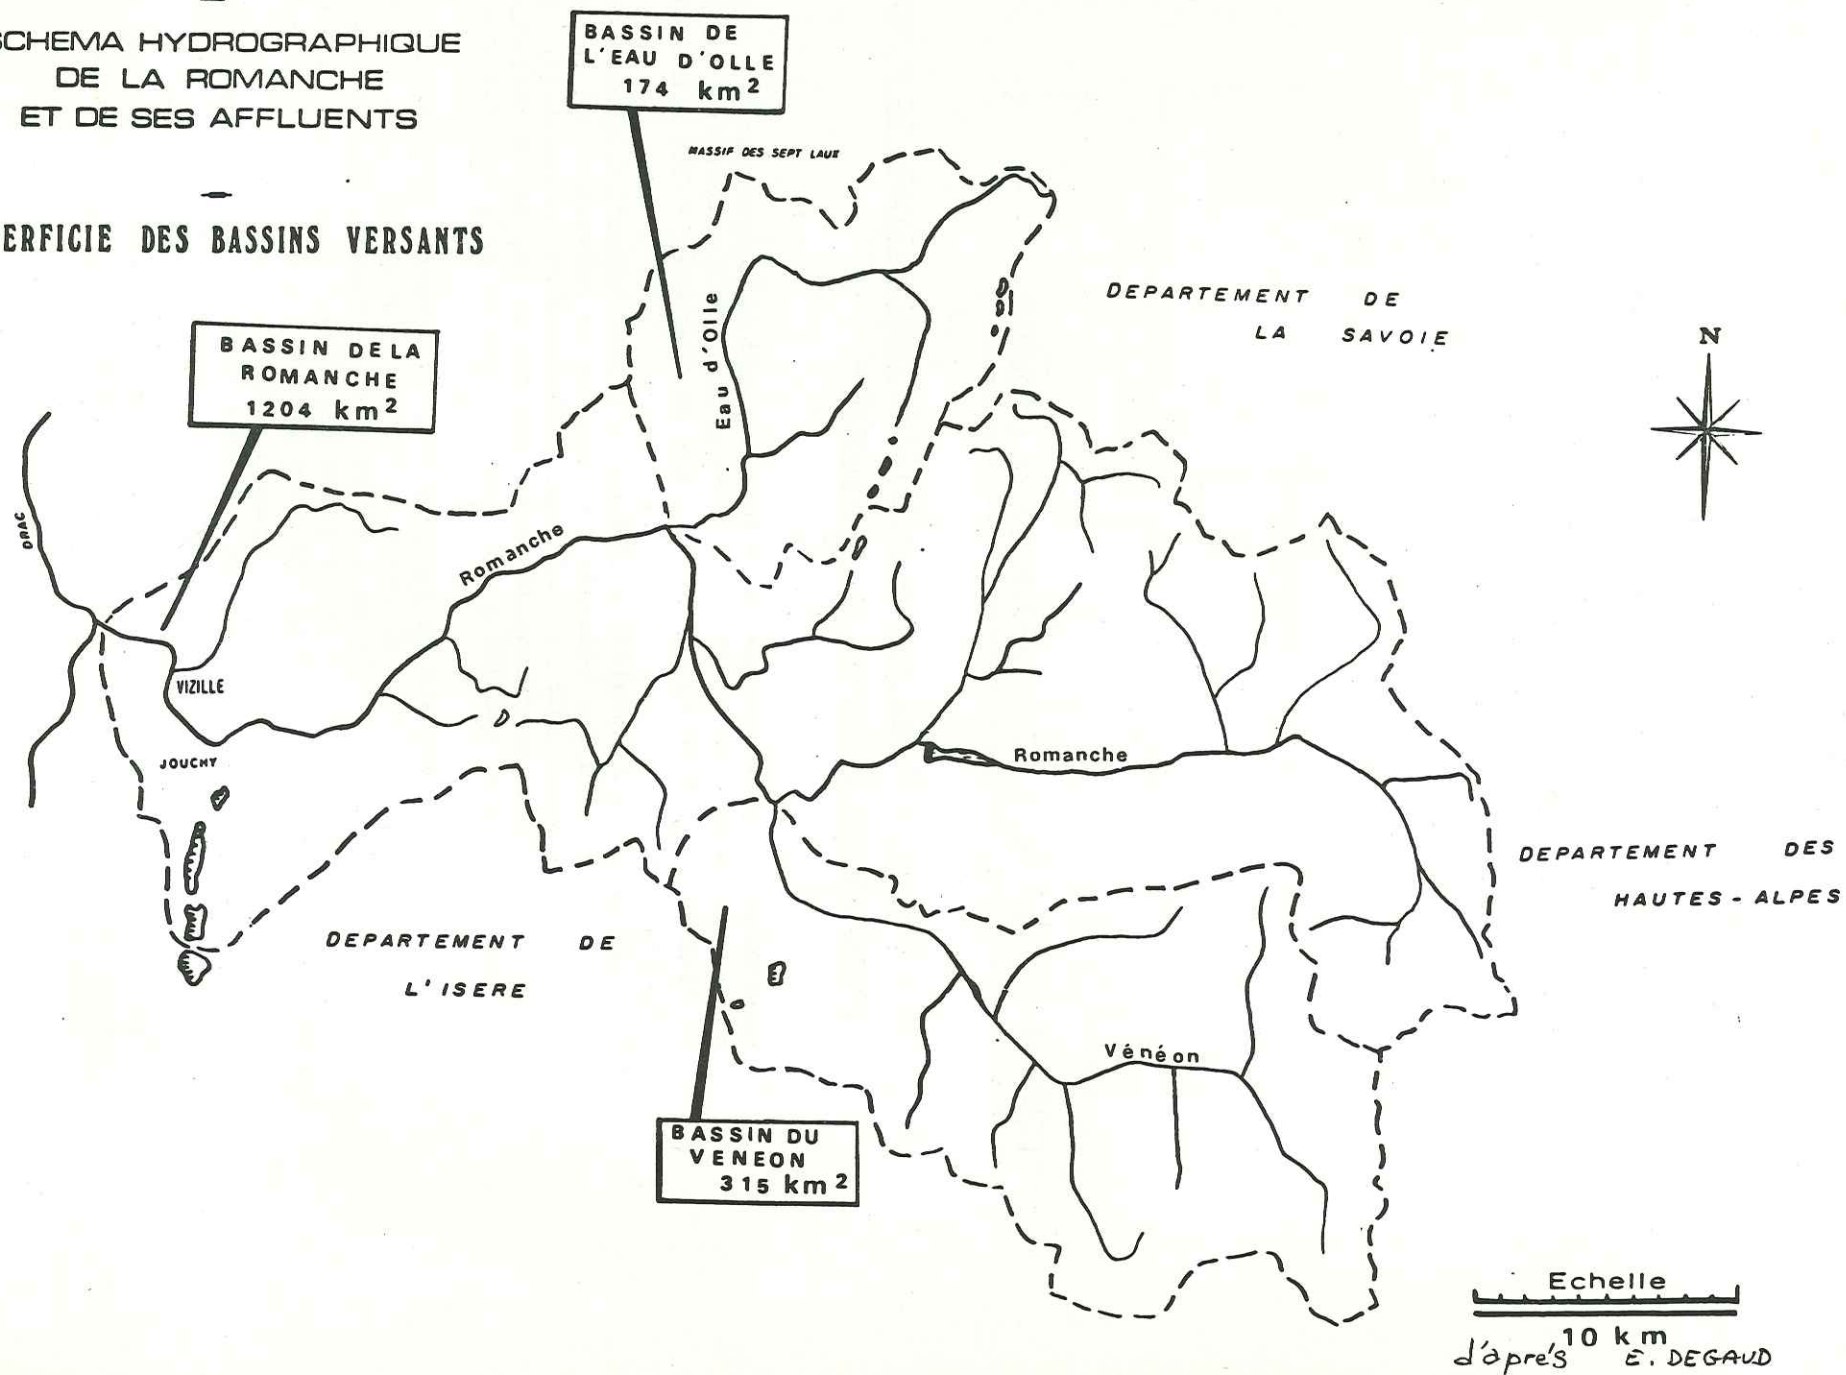 SCHEMA HYDROGRAPHIQUE
DE LA ROMANCHE
ET DE SES AFFLUENTS
ERFICIE DES BASSINS VERSANTS
BASSIN DE
L'EAU D'OLLE
174 km²
MASSIF DES SEPT LAUX
BASSIN DE LA
ROMANCHE
1204 km²
DEPARTEMENT DE
LA SAVOIE
N
Eau d'Olle
DRAC
Romanche
VIZILLE
JOUCHY
Romanche
DEPARTEMENT DES
HAUTES-ALPES
DEPARTEMENT DE
L'ISERE
Vénéon
BASSIN DU
VENEON
315 km²
Echelle
10 km
d'après E. DEGAUD